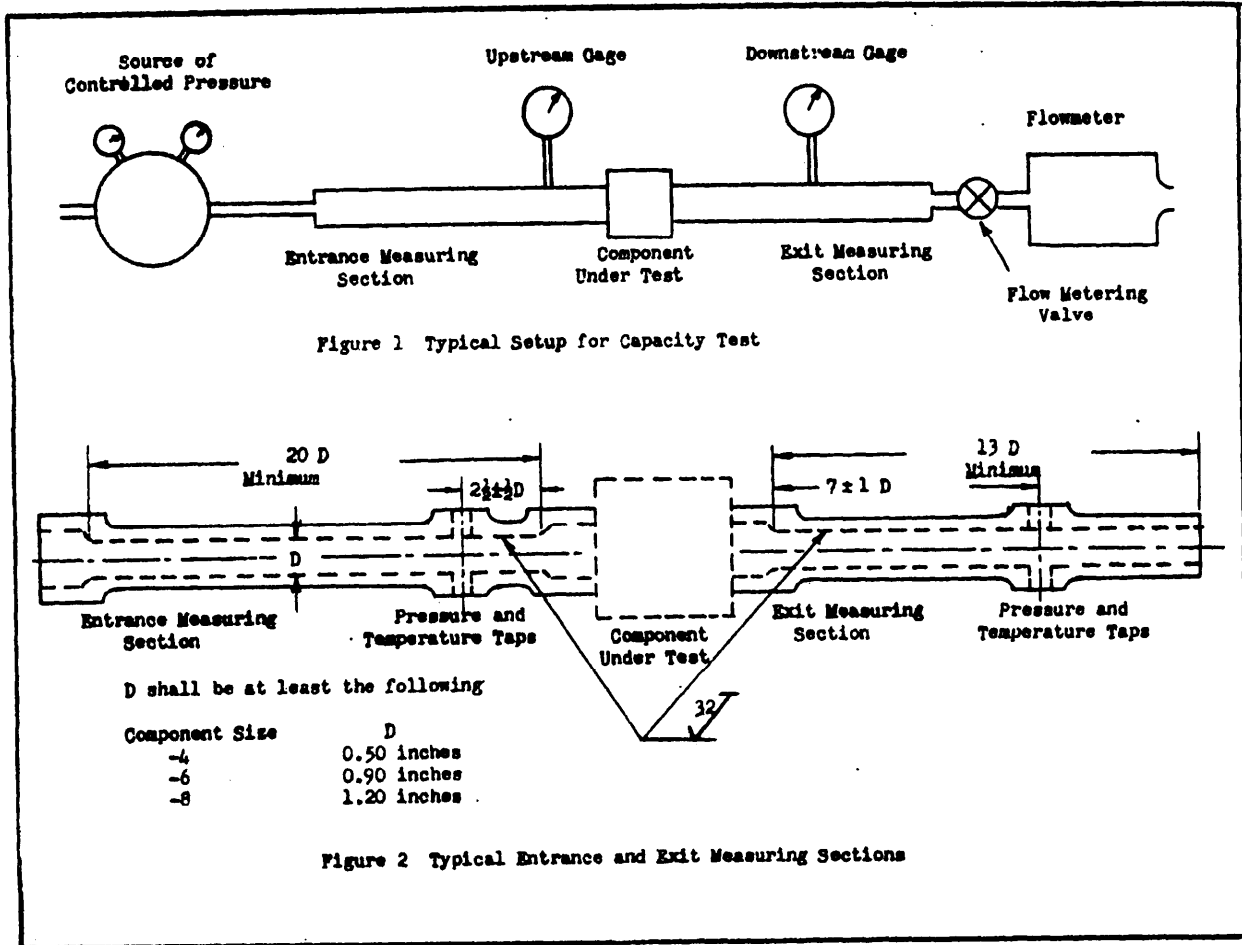 Source of
Controlled Pressure
Upstream Gage
Downstream Gage
Flowmeter
Entrance Measuring
Section
Component
Under Test
Exit Measuring
Section
Flow Metering
Valve
Figure 1 Typical Setup for Capacity Test
20 D
Minimum
2½±½D
13 D
Minimum
7 ± 1 D
D
Entrance Measuring
Section
Pressure and
Temperature Taps
Component
Under Test
Exit Measuring
Section
Pressure and
Temperature Taps
D shall be at least the following
Component Size D
-4 0.50 inches
-6 0.90 inches
-8 1.20 inches
32
Figure 2 Typical Entrance and Exit Measuring Sections